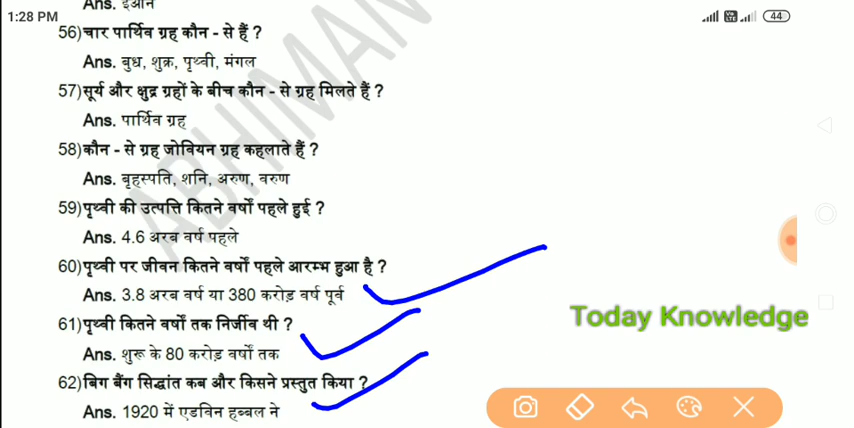 Ans. इआन
1:28 PM
44
56)चार पार्थिव ग्रह कौन - से हैं ?
Ans. बुध, शुक्र, पृथ्वी, मंगल
57)सूर्य और क्षुद्र ग्रहों के बीच कौन - से ग्रह मिलते हैं ?
Ans. पार्थिव ग्रह
58)कौन - से ग्रह जोवियन ग्रह कहलाते हैं ?
Ans. बृहस्पति, शनि, अरुण, वरुण
59)पृथ्वी की उत्पत्ति कितने वर्षों पहले हुई ?
Ans. 4.6 अरब वर्ष पहले
60)पृथ्वी पर जीवन कितने वर्षों पहले आरम्भ हुआ है ?
Ans. 3.8 अरब वर्ष या 380 करोड़ वर्ष पूर्व
61)पृथ्वी कितने वर्षों तक निर्जीव थी ?
Ans. शुरू के 80 करोड़ वर्षों तक
62)बिग बैंग सिद्धांत कब और किसने प्रस्तुत किया ?
Ans. 1920 में एडविन हब्बल ने
ABHIMAN
Today Knowledge